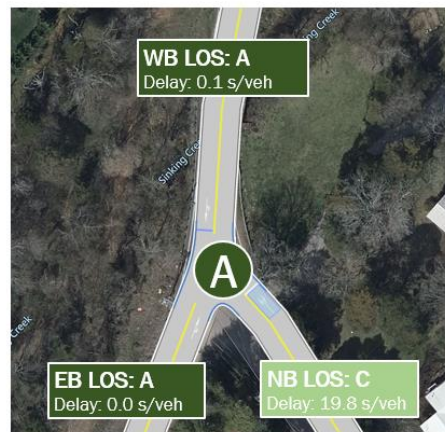 WB LOS: A
Delay: 0.1 s/veh
Sinking Creek
A
EB LOS: A
Delay: 0.0 s/veh
NB LOS: C
Delay: 19.8 s/veh